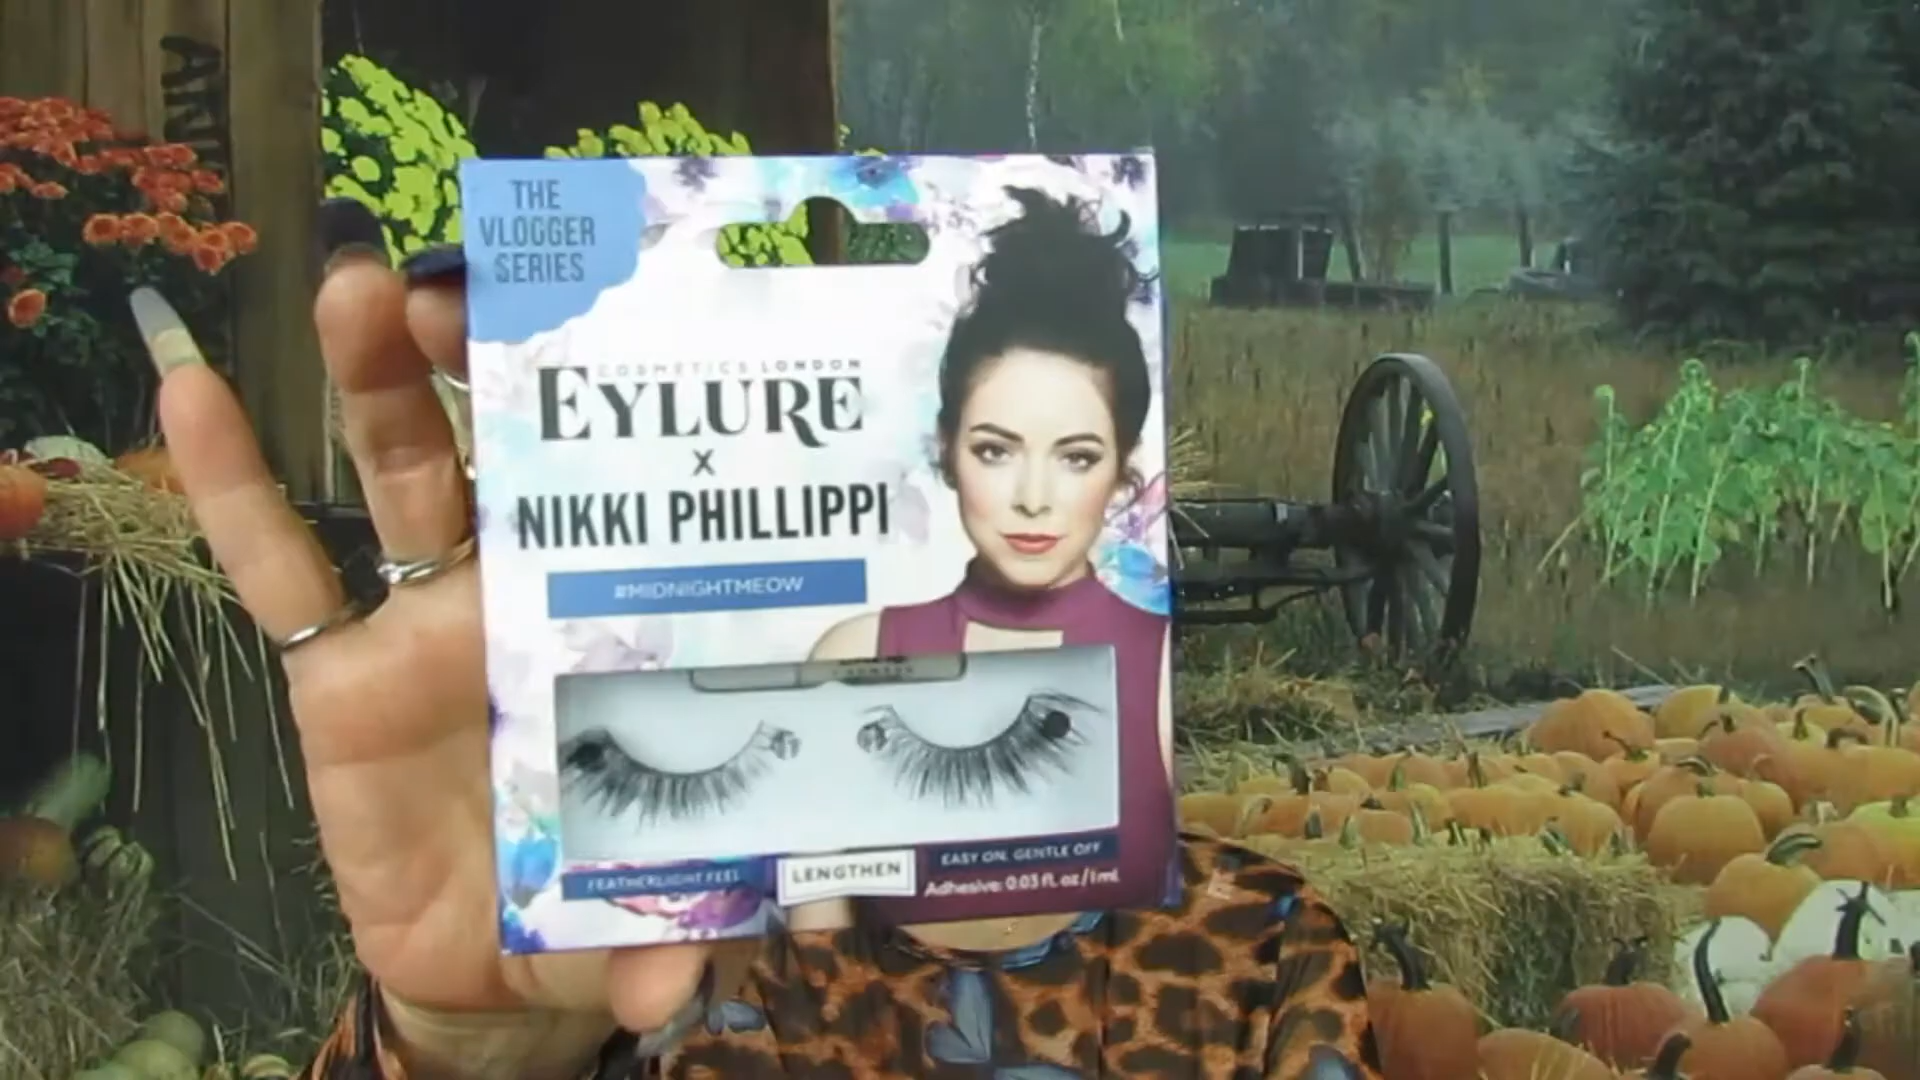 THE
VLOGGER
SERIES
COSMETICS LONDON
EYLURE
X
NIKKI PHILLIPPI
#MIDNIGHTMEOW
FEATHERLIGHT FEEL
LENGTHEN
EASY ON, GENTLE OFF
Adhesive: 0.03 fl. oz/1ml